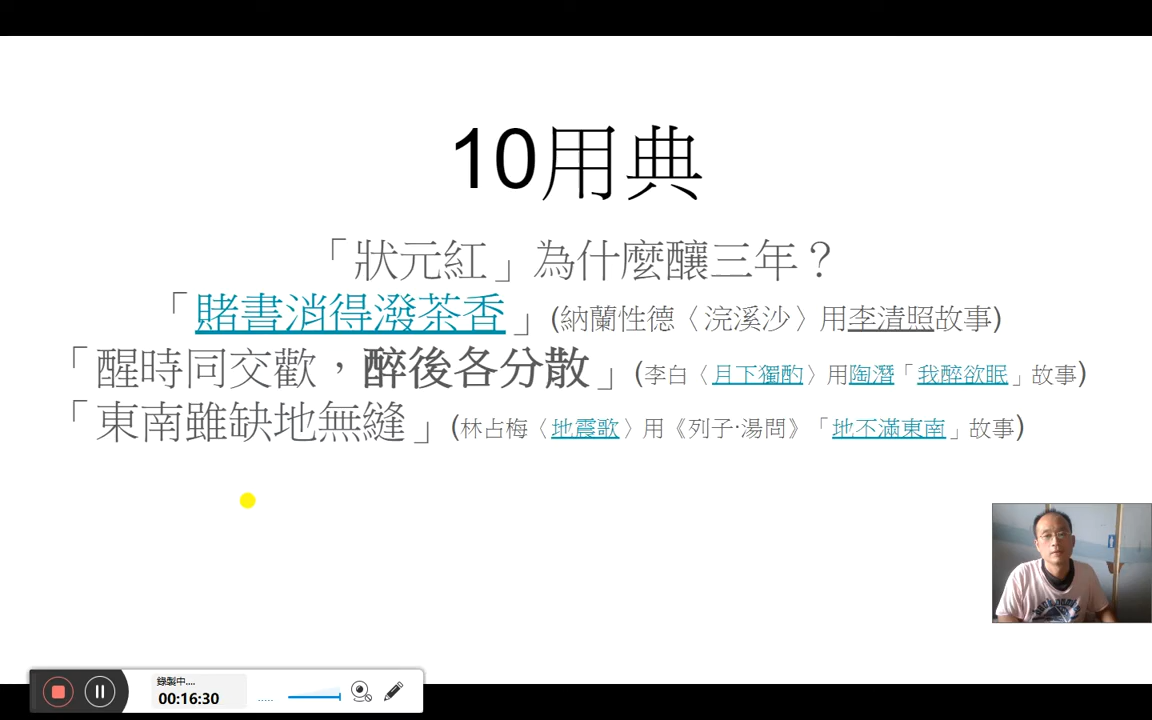 10用典
「狀元紅」為什麼釀三年？
「賭書消得潑茶香」(納蘭性德〈浣溪沙〉用李清照故事)
「醒時同交歡，醉後各分散」(李白〈月下獨酌〉用陶潛「我醉欲眠」故事)
「東南雖缺地無縫」(林占梅〈地震歌〉用《列子·湯問》「地不滿東南」故事)
錄製中....
00:16:30